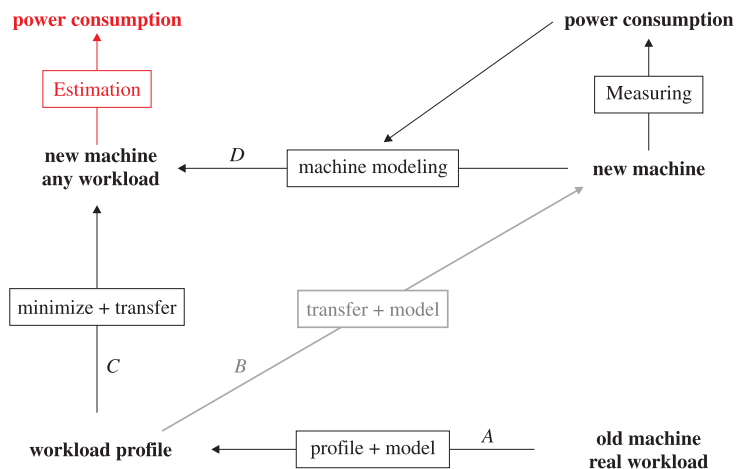 power consumption
power consumption
Estimation
Measuring
new machine
any workload
D
machine modeling
new machine
minimize + transfer
transfer + model
C
B
workload profile
profile + model
A
old machine
real workload